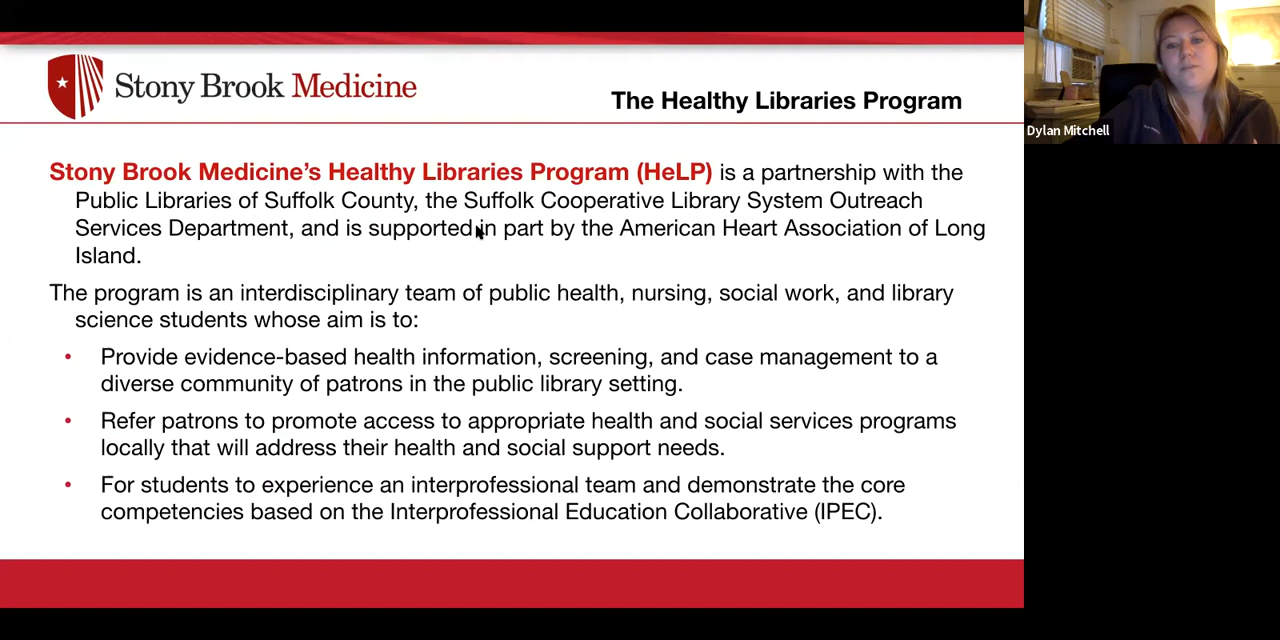 Stony Brook Medicine
The Healthy Libraries Program
Stony Brook Medicine's Healthy Libraries Program (HeLP) is a partnership with the
Public Libraries of Suffolk County, the Suffolk Cooperative Library System Outreach
Services Department, and is supported in part by the American Heart Association of Long
Island.
The program is an interdisciplinary team of public health, nursing, social work, and library
science students whose aim is to:
• Provide evidence-based health information, screening, and case management to a
diverse community of patrons in the public library setting.
• Refer patrons to promote access to appropriate health and social services programs
locally that will address their health and social support needs.
• For students to experience an interprofessional team and demonstrate the core
competencies based on the Interprofessional Education Collaborative (IPEC).
Dylan Mitchell